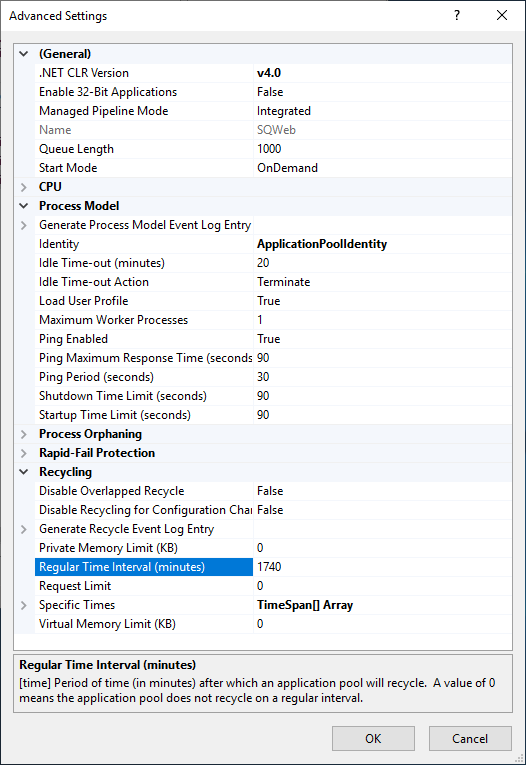 Advanced Settings ?
(General)
.NET CLR Version v4.0
Enable 32-Bit Applications False
Managed Pipeline Mode Integrated
Name SQWeb
Queue Length 1000
Start Mode OnDemand
CPU
Process Model
Generate Process Model Event Log Entry
Identity ApplicationPoolIdentity
Idle Time-out (minutes) 20
Idle Time-out Action Terminate
Load User Profile True
Maximum Worker Processes 1
Ping Enabled True
Ping Maximum Response Time (seconds 90
Ping Period (seconds) 30
Shutdown Time Limit (seconds) 90
Startup Time Limit (seconds) 90
Process Orphaning
Rapid-Fail Protection
Recycling
Disable Overlapped Recycle False
Disable Recycling for Configuration Char False
Generate Recycle Event Log Entry
Private Memory Limit (KB) 0
Regular Time Interval (minutes) 1740
Request Limit 0
Specific Times TimeSpan[] Array
Virtual Memory Limit (KB) 0
Regular Time Interval (minutes)
[time] Period of time (in minutes) after which an application pool will recycle. A value of 0
means the application pool does not recycle on a regular interval.
OK Cancel